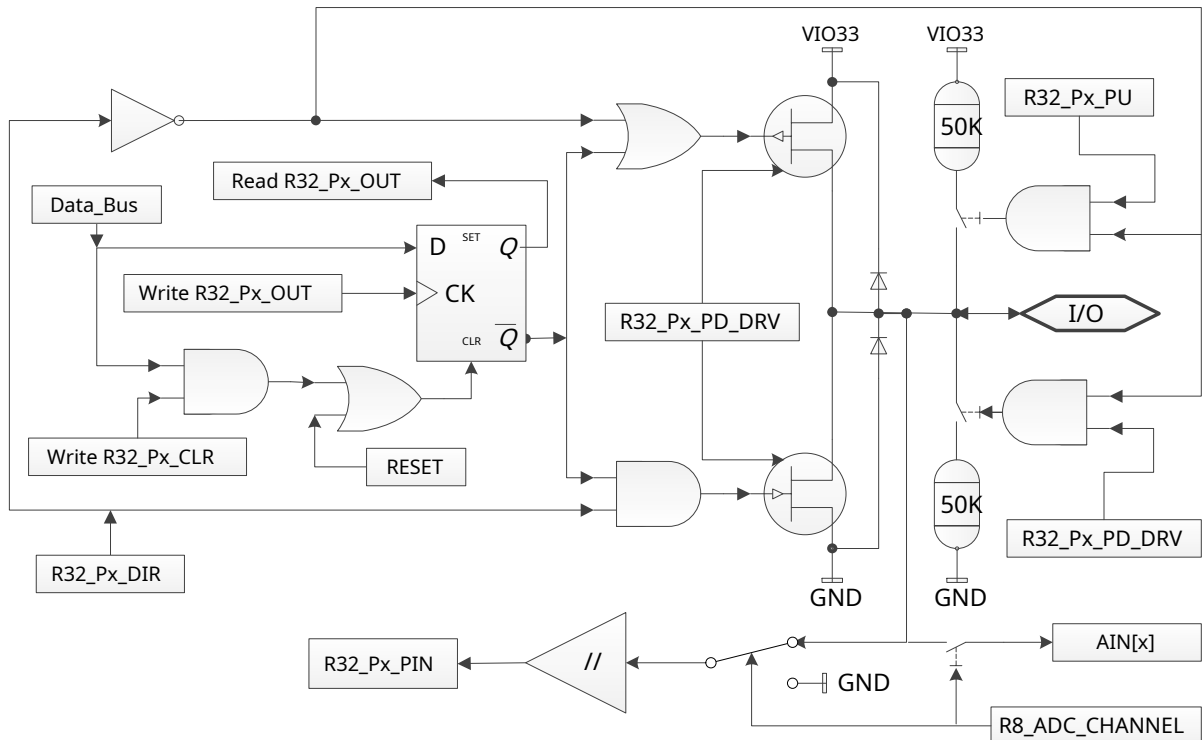 VIO33
VIO33
R32_Px_PU
50K
Read R32_Px_OUT
Data_Bus
D
SET
Q
Write R32_Px_OUT
CK
R32_Px_PD_DRV
I/O
CLR
Q
Write R32_Px_CLR
RESET
50K
R32_Px_PD_DRV
R32_Px_DIR
GND
GND
R32_Px_PIN
//
AIN[x]
GND
R8_ADC_CHANNEL